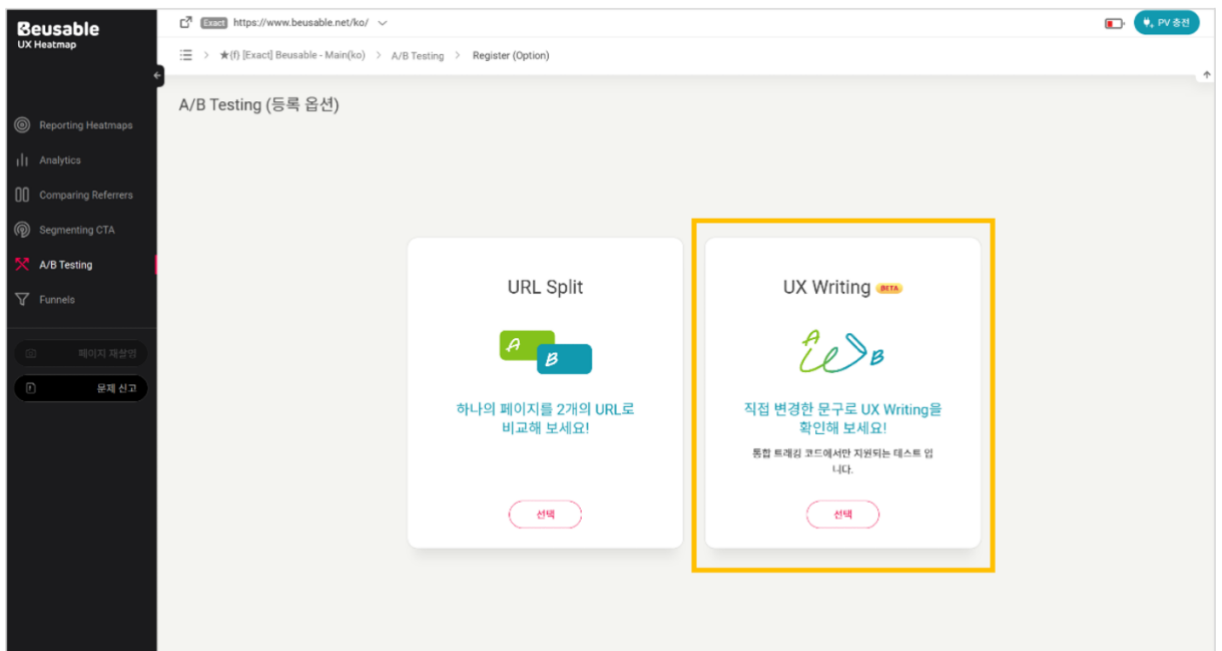 Beusable
UX Heatmap
Exact https://www.beusable.net/ko/
PV 충전
★(f) [Exact] Beusable - Main(ko) > A/B Testing > Register (Option)
A/B Testing (등록 옵션)
Reporting Heatmaps
Analytics
Comparing Referrers
Segmenting CTA
A/B Testing
Funnels
페이지 재촬영
문제 신고
URL Split
A
B
하나의 페이지를 2개의 URL로
비교해 보세요!
선택
UX Writing BETA
A
B
직접 변경한 문구로 UX Writing을
확인해 보세요!
통합 트래킹 코드에서만 지원되는 테스트 입
니다.
선택